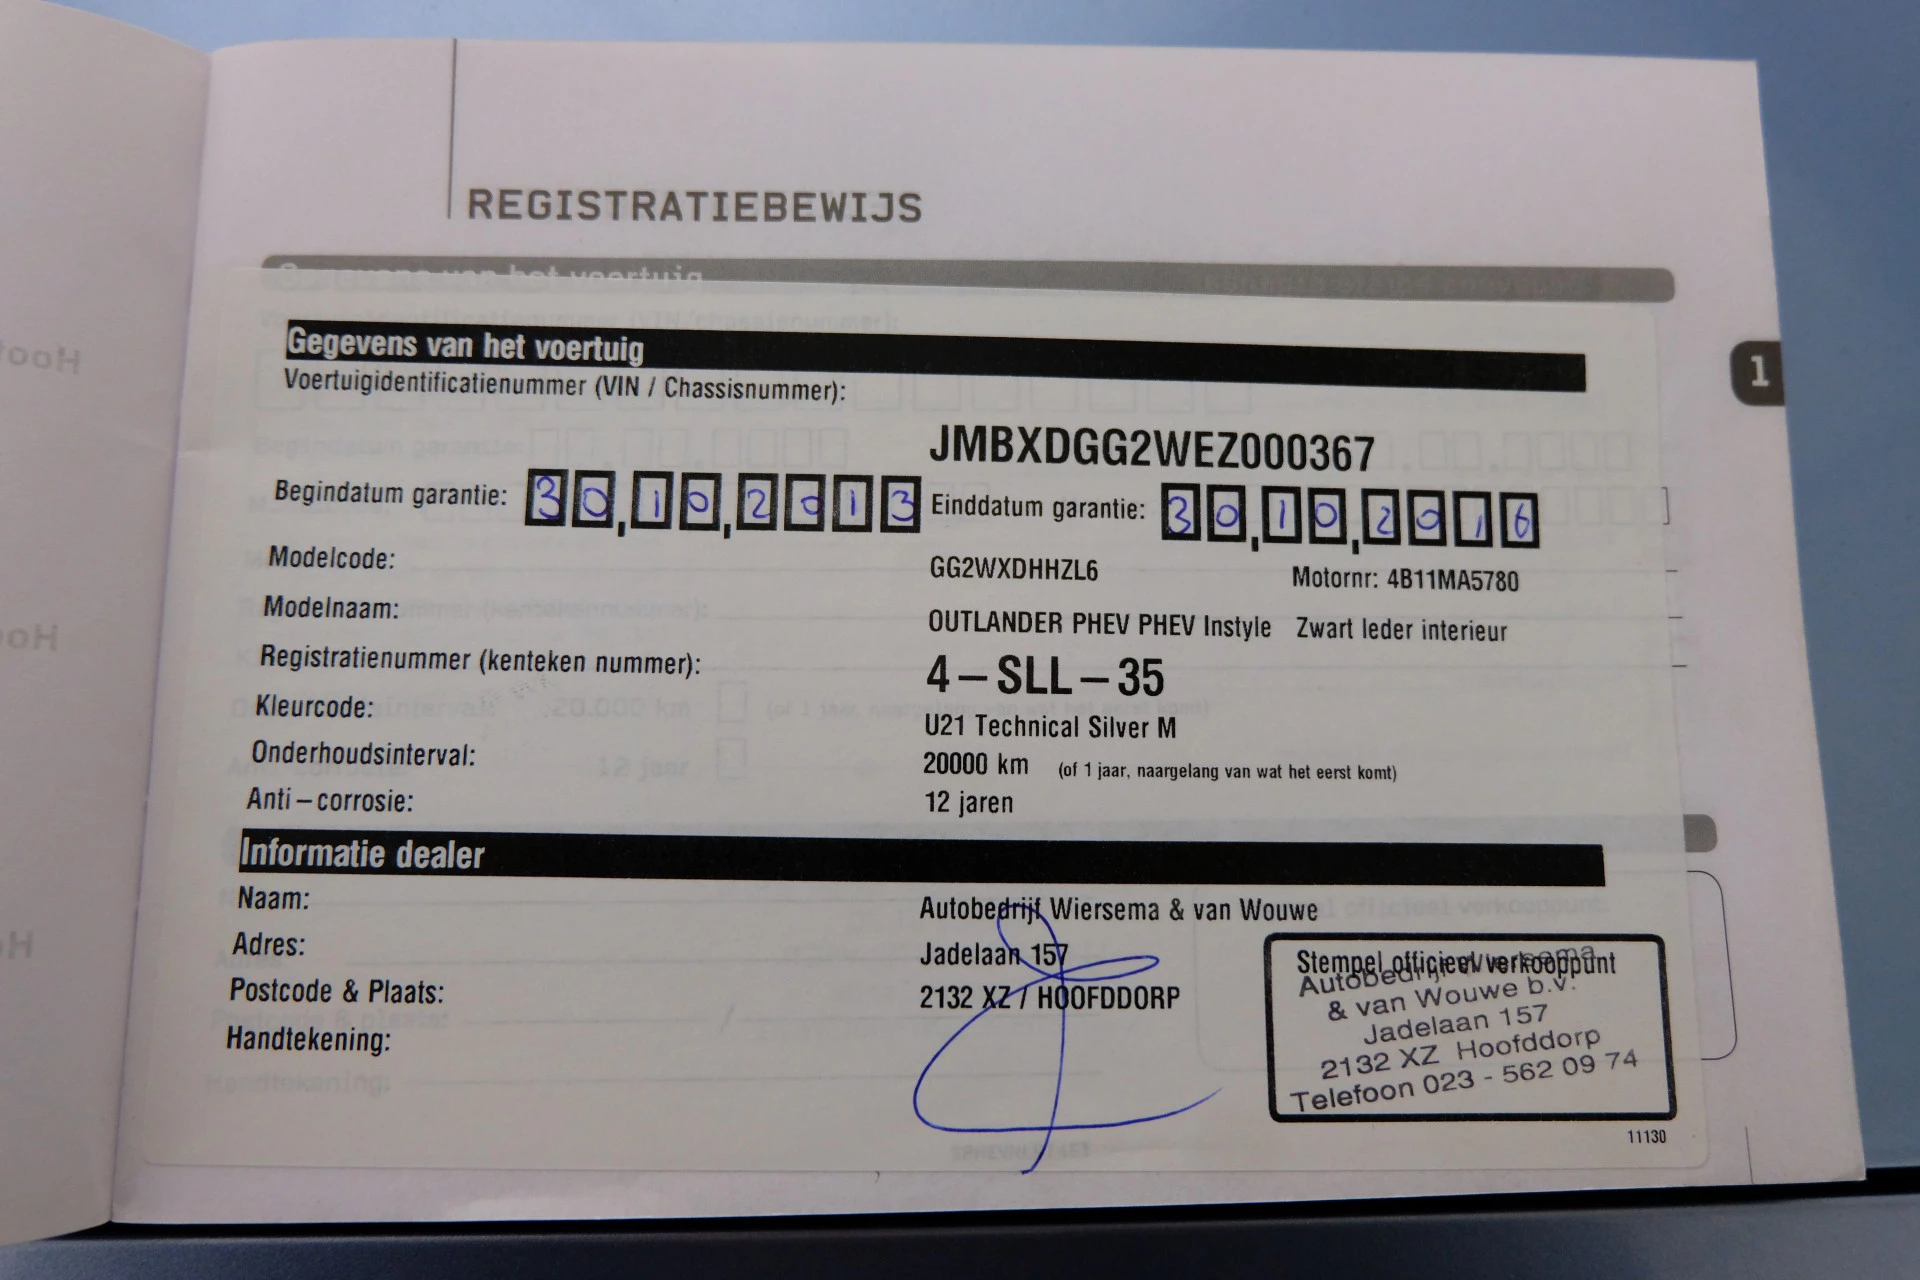 REGISTRATIEBEWIJS
Gegevens van het voertuig
1
Gegevens van het voertuig
Voertuigidentificatienummer (VIN / Chassisnummer):
JMBXDGG2WEZ000367
Begindatum garantie: 30,10,2013 Einddatum garantie: 30,10,2016
Modelcode: GG2WXDHHZL6 Motornr: 4B11MA5780
Modelnaam: OUTLANDER PHEV PHEV Instyle Zwart leder interieur
Registratienummer (kenteken nummer): 4-SLL-35
Kleurcode: U21 Technical Silver M
Onderhoudsinterval: 20000 km (of 1 jaar, naargelang van wat het eerst komt)
Anti-corrosie: 12 jaren
Informatie dealer
Naam: Autobedrijf Wiersema & van Wouwe
Adres: Jadelaan 157
Postcode & Plaats: 2132 XZ / HOOFDDORP
Handtekening:
Stempel officieel verkooppunt
Autobedrijf Wiersema
& van Wouwe b.v.
Jadelaan 157
2132 XZ Hoofddorp
Telefoon 023 - 562 09 74
11130